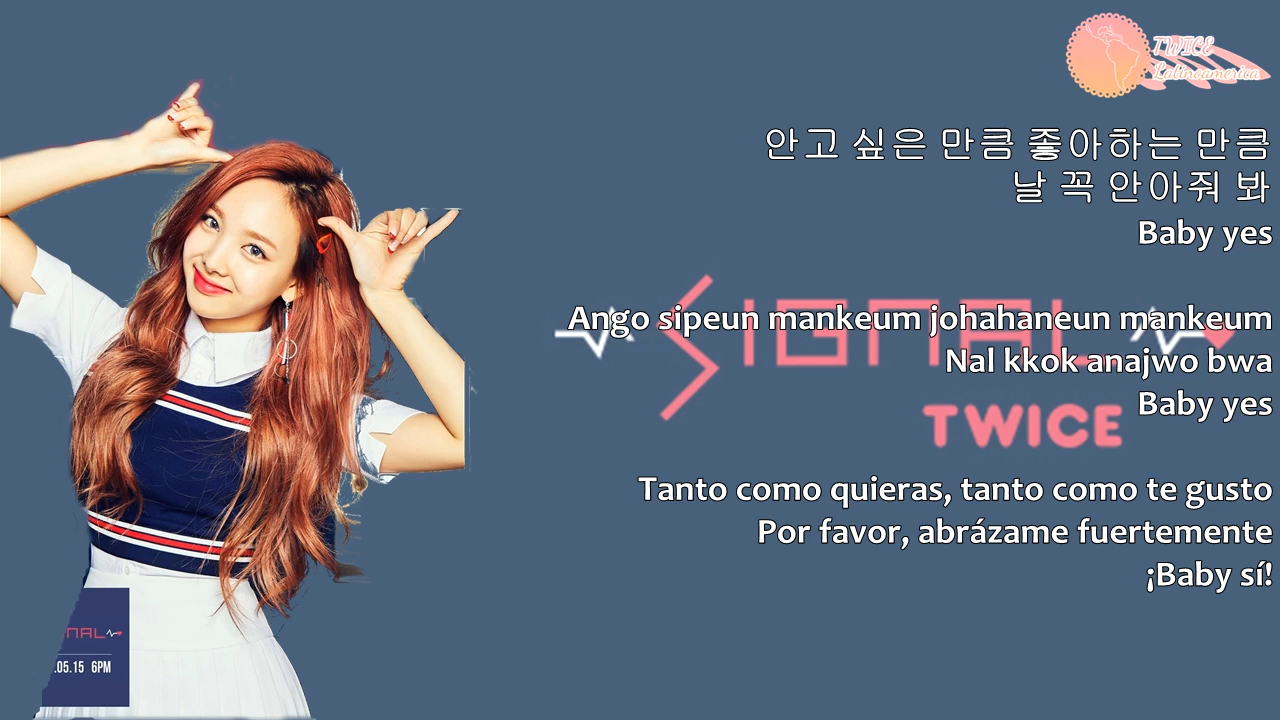 TWICE
Latinoamerica
안고 싶은 만큼 좋아하는 만큼
날 꼭 안아줘 봐
Baby yes
Ango sipeun mankeum johahaneun mankeum
Nal kkok anajwo bwa
Baby yes
SIGNAL
TWICE
Tanto como quieras, tanto como te gusto
Por favor, abrázame fuertemente
¡Baby sí!
NAL
.05.15 6PM